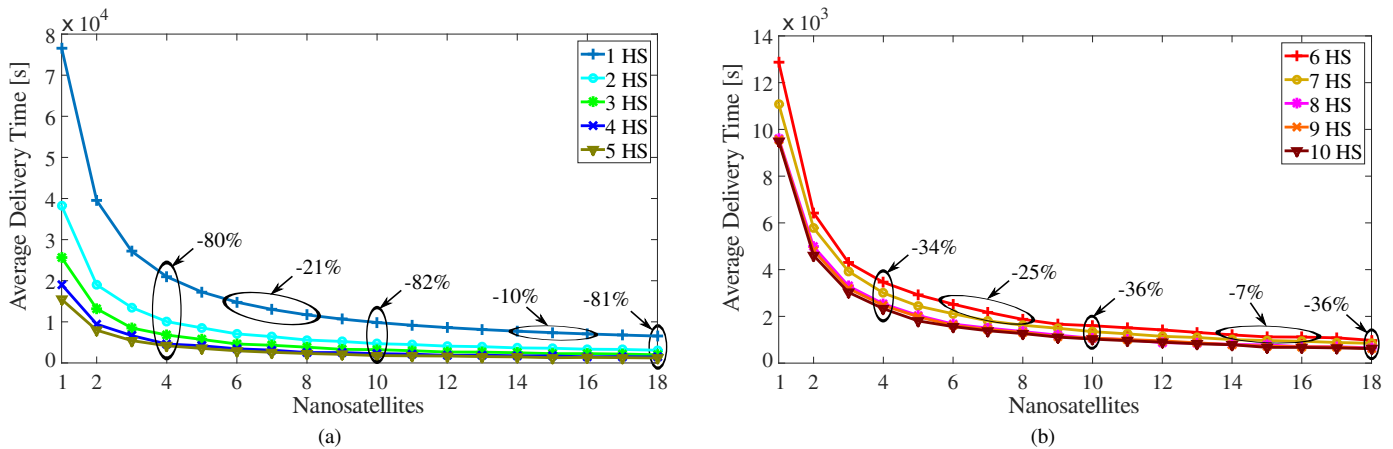 × 10^4
8
7
6
5
4
3
2
1
0
Average Delivery Time [s]
1 HS
2 HS
3 HS
4 HS
5 HS
-80%
-21%
-82%
-10%
-81%
1 2 4 6 8 10 12 14 16 18
Nanosatellites
(a)
× 10^3
14
12
10
8
6
4
2
0
Average Delivery Time [s]
6 HS
7 HS
8 HS
9 HS
10 HS
-34%
-25%
-36%
-7%
-36%
1 2 4 6 8 10 12 14 16 18
Nanosatellites
(b)